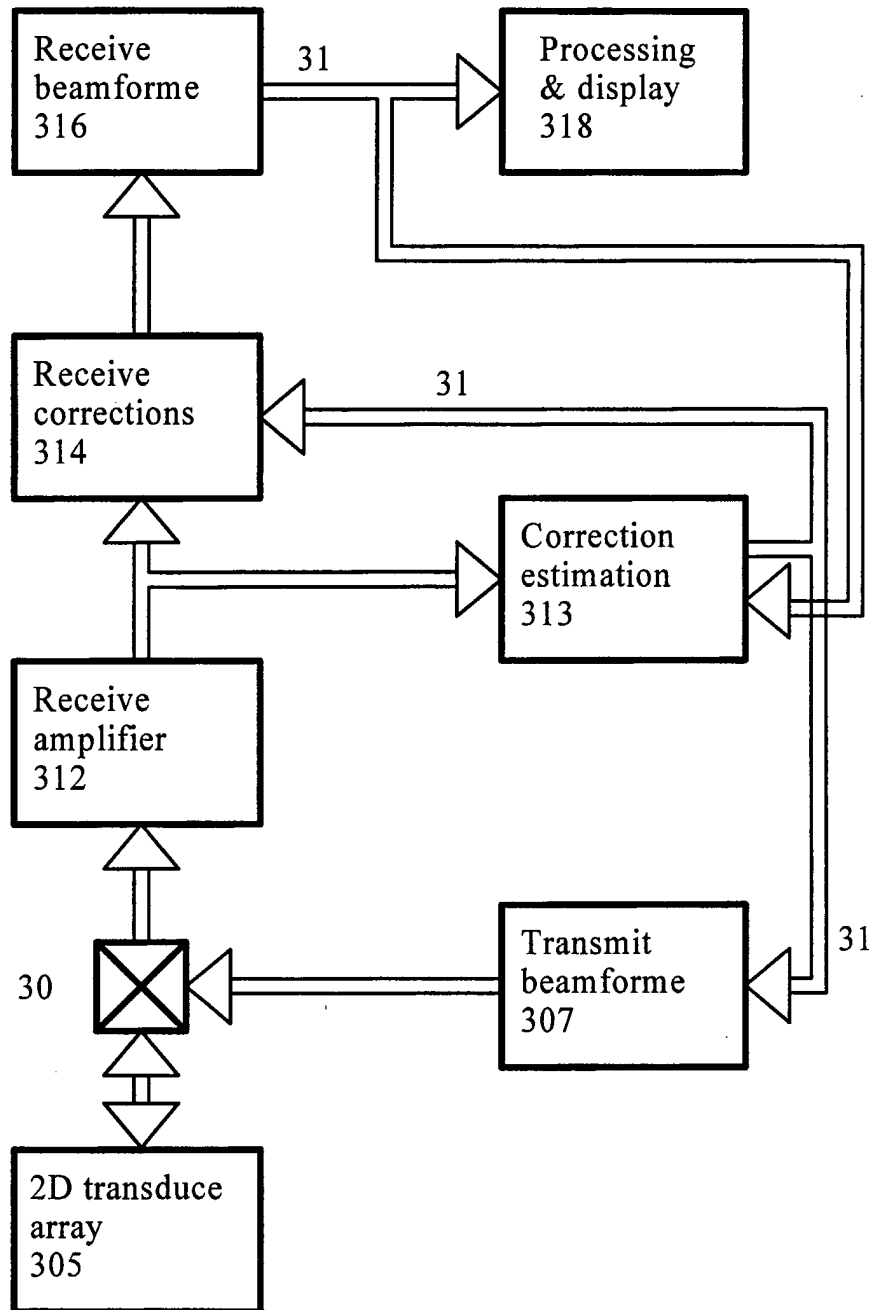 Receive
beamforme
316
31
Processing
& display
318
Receive
corrections
314
31
Correction
estimation
313
Receive
amplifier
312
30
Transmit
beamforme
307
31
2D transduce
array
305